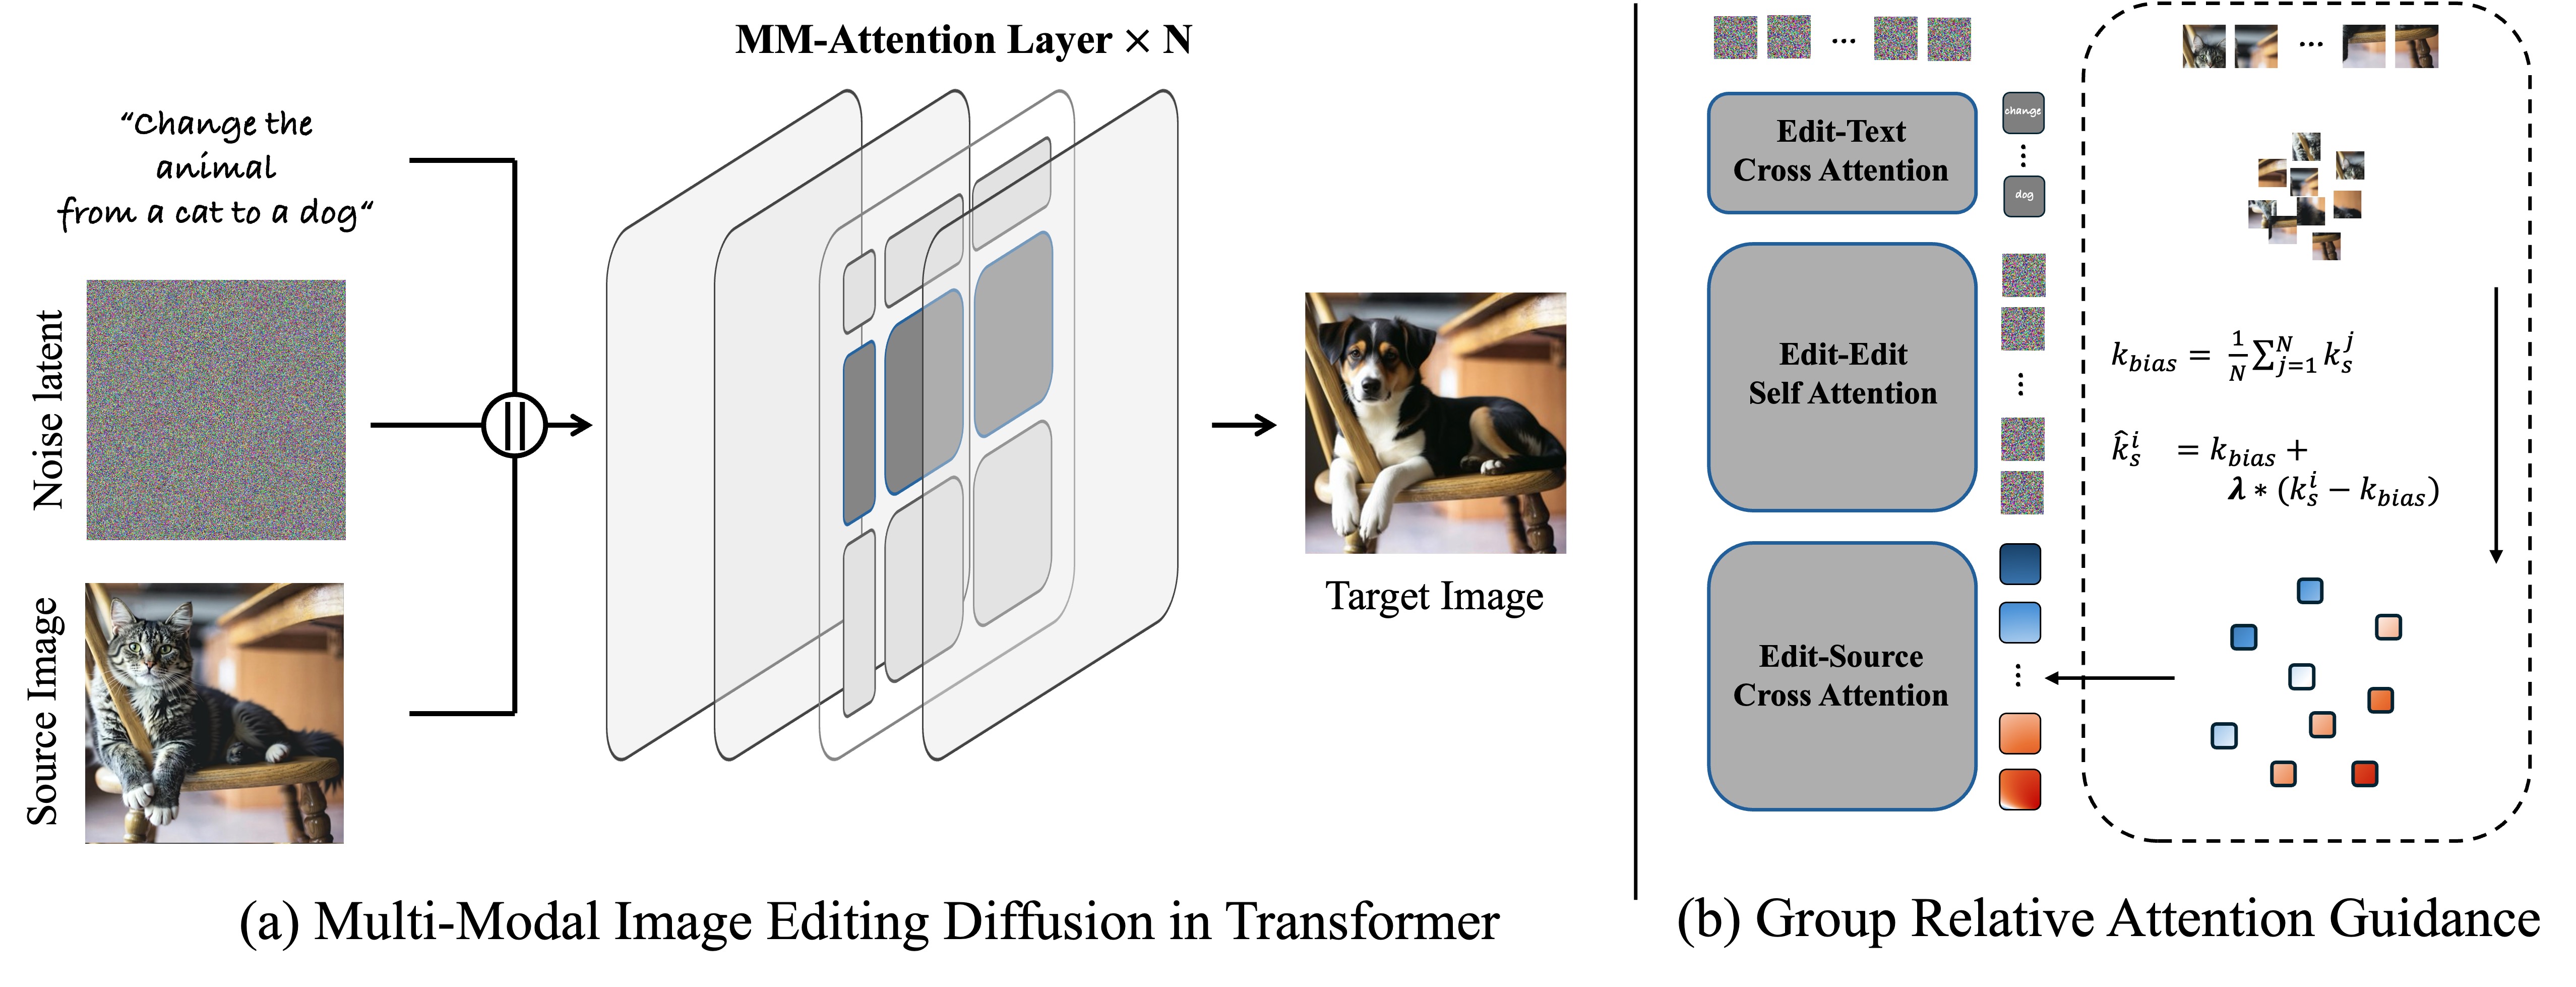 MM-Attention Layer × N
“Change the
animal
from a cat to a dog“
Noise latent
Source Image
Target Image
(a) Multi-Modal Image Editing Diffusion in Transformer
Edit-Text
Cross Attention
change
dog
Edit-Edit
Self Attention
Edit-Source
Cross Attention
k_{bias} = \frac{1}{N} \sum_{j=1}^{N} k_s^j
\hat{k}_s^i = k_{bias} +
λ * (k_s^i − k_{bias})
(b) Group Relative Attention Guidance